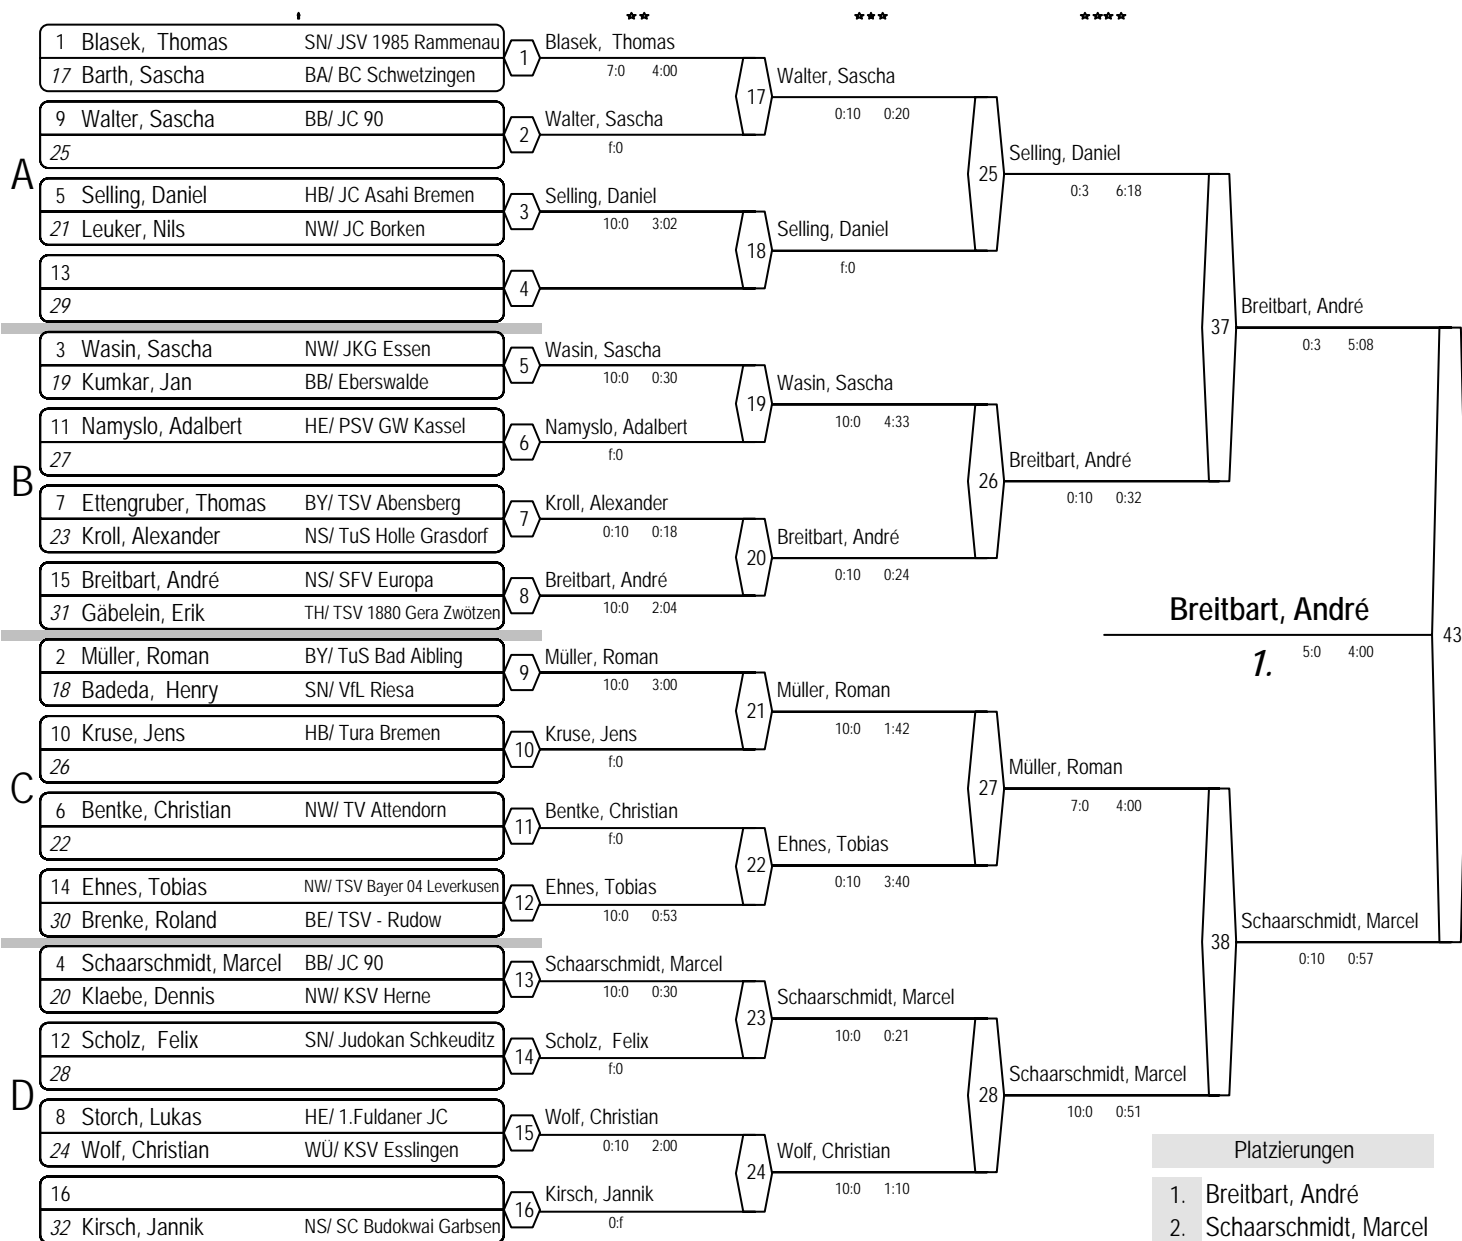 1 Blasek, Thomas SN/ JSV 1985 Rammenau
17 Barth, Sascha BA/ BC Schwetzingen
1
Blasek, Thomas
7:0 4:00
9 Walter, Sascha BB/ JC 90
25
2
Walter, Sascha
f:0
17
Walter, Sascha
0:10 0:20
A
5 Selling, Daniel HB/ JC Asahi Bremen
21 Leuker, Nils NW/ JC Borken
3
Selling, Daniel
10:0 3:02
13
29
4
18
Selling, Daniel
f:0
25
Selling, Daniel
0:3 6:18
3 Wasin, Sascha NW/ JKG Essen
19 Kumkar, Jan BB/ Eberswalde
5
Wasin, Sascha
10:0 0:30
11 Namyslo, Adalbert HE/ PSV GW Kassel
27
6
Namyslo, Adalbert
f:0
19
Wasin, Sascha
10:0 4:33
B
7 Ettengruber, Thomas BY/ TSV Abensberg
23 Kroll, Alexander NS/ TuS Holle Grasdorf
7
Kroll, Alexander
0:10 0:18
15 Breitbart, André NS/ SFV Europa
31 Gäbelein, Erik TH/ TSV 1880 Gera Zwötzen
8
Breitbart, André
10:0 2:04
20
Breitbart, André
0:10 0:24
26
Breitbart, André
0:10 0:32
37
Breitbart, André
0:3 5:08
2 Müller, Roman BY/ TuS Bad Aibling
18 Badeda, Henry SN/ VfL Riesa
9
Müller, Roman
10:0 3:00
10 Kruse, Jens HB/ Tura Bremen
26
10
Kruse, Jens
f:0
21
Müller, Roman
10:0 1:42
C
6 Bentke, Christian NW/ TV Attendorn
22
11
Bentke, Christian
f:0
14 Ehnes, Tobias NW/ TSV Bayer 04 Leverkusen
30 Brenke, Roland BE/ TSV - Rudow
12
Ehnes, Tobias
10:0 0:53
22
Ehnes, Tobias
0:10 3:40
27
Müller, Roman
7:0 4:00
4 Schaarschmidt, Marcel BB/ JC 90
20 Klaebe, Dennis NW/ KSV Herne
13
Schaarschmidt, Marcel
10:0 0:30
12 Scholz, Felix SN/ Judokan Schkeuditz
28
14
Scholz, Felix
f:0
23
Schaarschmidt, Marcel
10:0 0:21
D
8 Storch, Lukas HE/ 1.Fuldaner JC
24 Wolf, Christian WÜ/ KSV Esslingen
15
Wolf, Christian
0:10 2:00
16
32 Kirsch, Jannik NS/ SC Budokwai Garbsen
16
Kirsch, Jannik
0:f
24
Wolf, Christian
10:0 1:10
28
Schaarschmidt, Marcel
10:0 0:51
38
Schaarschmidt, Marcel
0:10 0:57
43
Breitbart, André
1. 5:0 4:00
Platzierungen
1. Breitbart, André
2. Schaarschmidt, Marcel